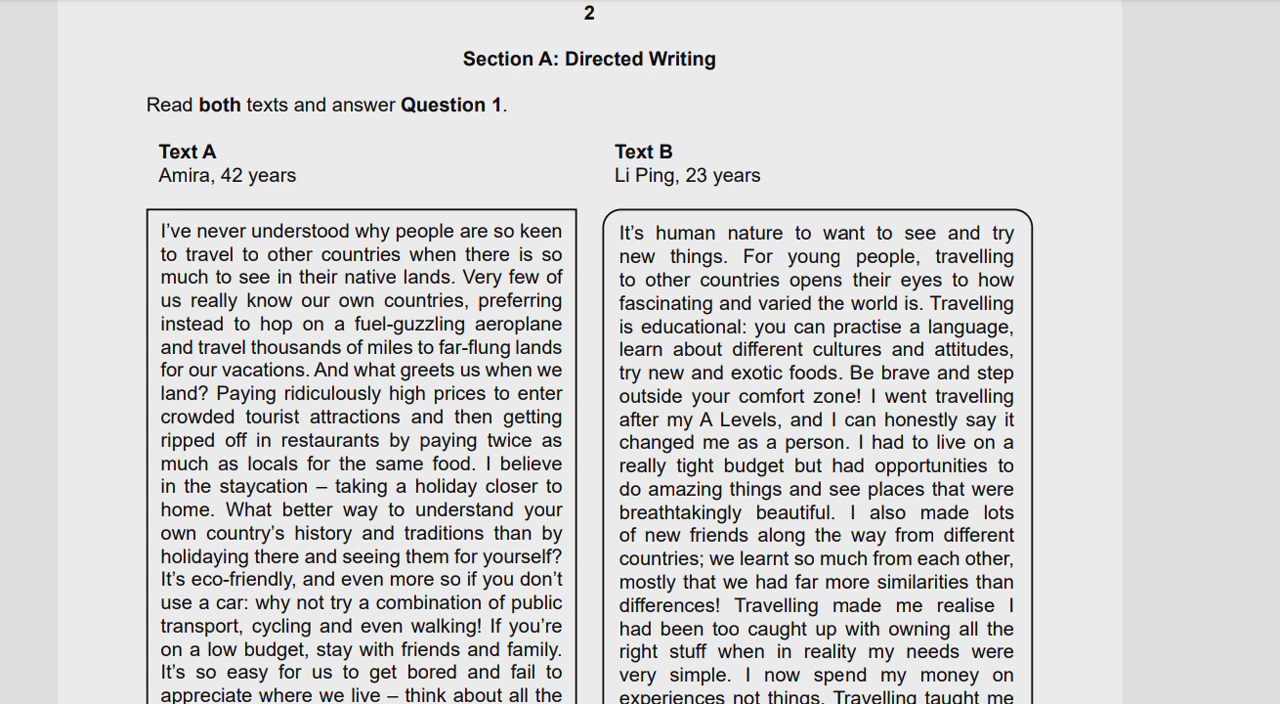 2
Section A: Directed Writing
Read both texts and answer Question 1.
Text A
Amira, 42 years
I've never understood why people are so keen
to travel to other countries when there is so
much to see in their native lands. Very few of
us really know our own countries, preferring
instead to hop on a fuel-guzzling aeroplane
and travel thousands of miles to far-flung lands
for our vacations. And what greets us when we
land? Paying ridiculously high prices to enter
crowded tourist attractions and then getting
ripped off in restaurants by paying twice as
much as locals for the same food. I believe
in the staycation – taking a holiday closer to
home. What better way to understand your
own country's history and traditions than by
holidaying there and seeing them for yourself?
It's eco-friendly, and even more so if you don't
use a car: why not try a combination of public
transport, cycling and even walking! If you're
on a low budget, stay with friends and family.
It's so easy for us to get bored and fail to
appreciate where we live – think about all the
Text B
Li Ping, 23 years
It's human nature to want to see and try
new things. For young people, travelling
to other countries opens their eyes to how
fascinating and varied the world is. Travelling
is educational: you can practise a language,
learn about different cultures and attitudes,
try new and exotic foods. Be brave and step
outside your comfort zone! I went travelling
after my A Levels, and I can honestly say it
changed me as a person. I had to live on a
really tight budget but had opportunities to
do amazing things and see places that were
breathtakingly beautiful. I also made lots
of new friends along the way from different
countries; we learnt so much from each other,
mostly that we had far more similarities than
differences! Travelling made me realise I
had been too caught up with owning all the
right stuff when in reality my needs were
very simple. I now spend my money on
experiences not things. Travelling taught me